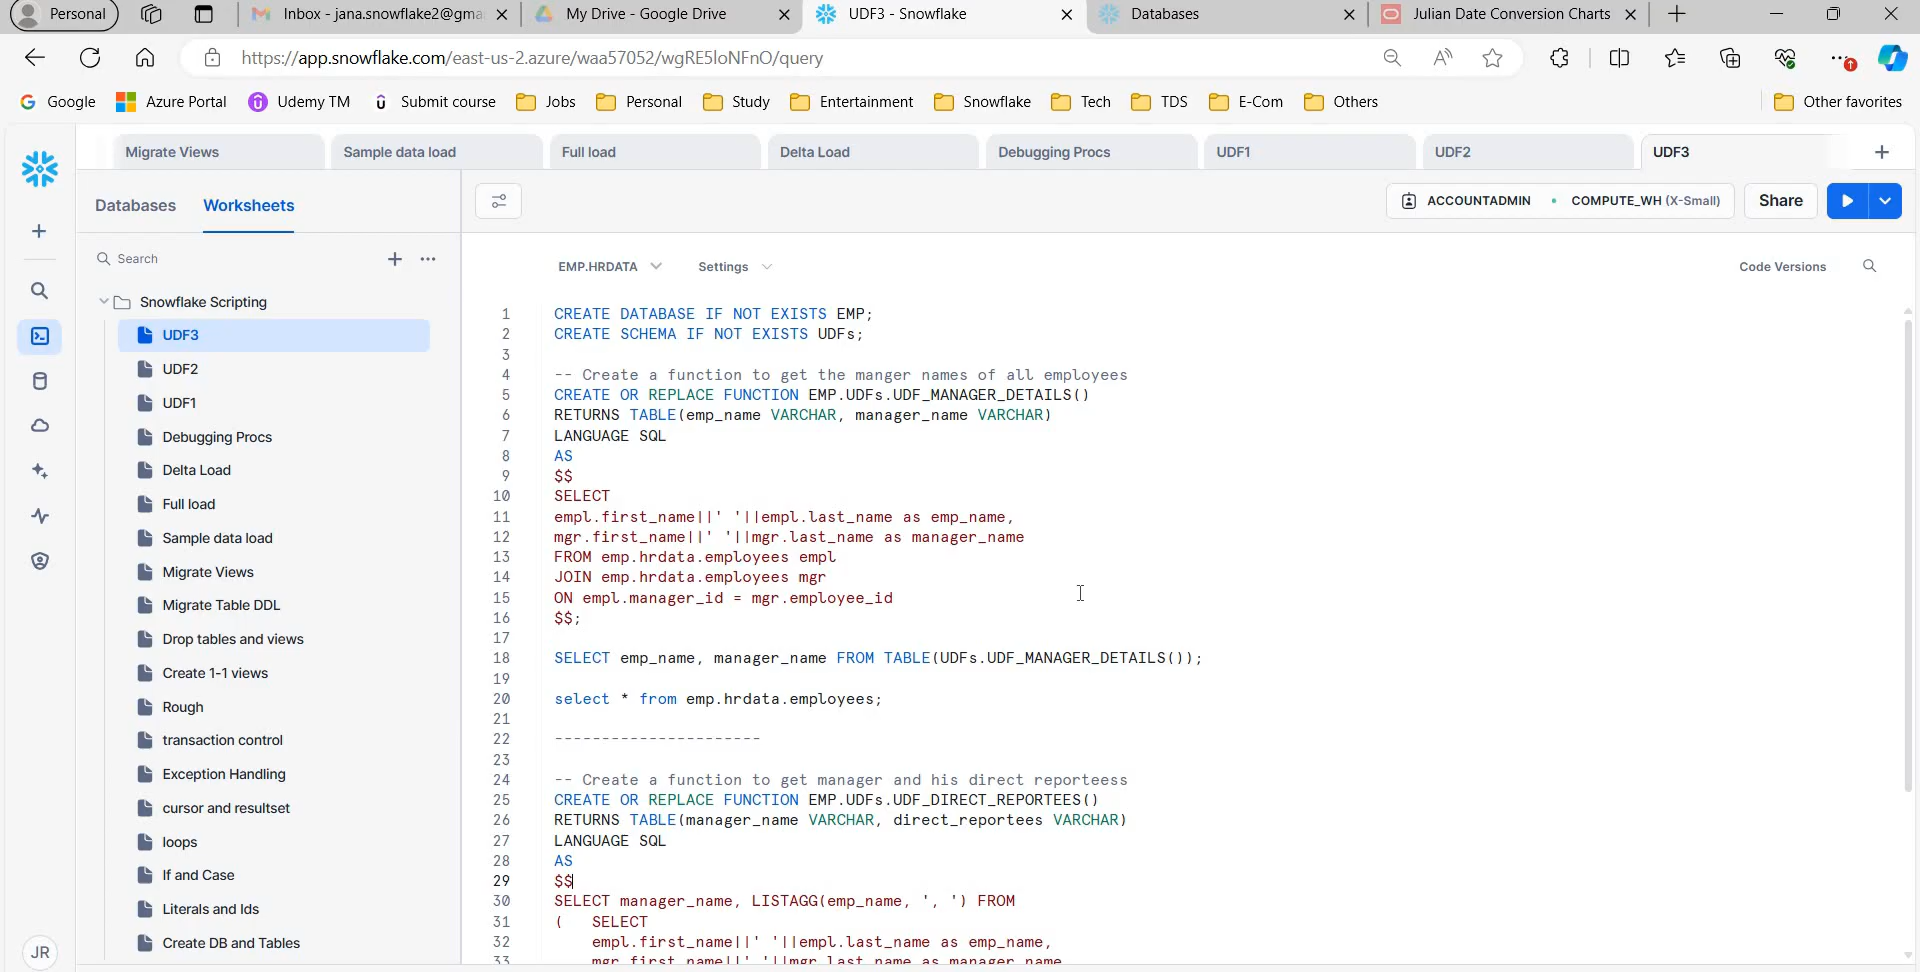 Personal
Inbox - jana.snowflake2@gma
My Drive - Google Drive
UDF3 - Snowflake
Databases
Julian Date Conversion Charts
https://app.snowflake.com/east-us-2.azure/waa57052/wgRE5loNFnO/query
Google
Azure Portal
Udemy TM
Submit course
Jobs
Personal
Study
Entertainment
Snowflake
Tech
TDS
E-Com
Others
Other favorites
Migrate Views
Sample data load
Full load
Delta Load
Debugging Procs
UDF1
UDF2
UDF3
Databases
Worksheets
ACCOUNTADMIN
COMPUTE_WH (X-Small)
Share
Search
Snowflake Scripting
UDF3
UDF2
UDF1
Debugging Procs
Delta Load
Full load
Sample data load
Migrate Views
Migrate Table DDL
Drop tables and views
Create 1-1 views
Rough
transaction control
Exception Handling
cursor and resultset
loops
If and Case
Literals and Ids
Create DB and Tables
JR
EMP.HRDATA
Settings
Code Versions
1 CREATE DATABASE IF NOT EXISTS EMP;
2 CREATE SCHEMA IF NOT EXISTS UDFs;
3
4 -- Create a function to get the manger names of all employees
5 CREATE OR REPLACE FUNCTION EMP.UDFs.UDF_MANAGER_DETAILS()
6 RETURNS TABLE(emp_name VARCHAR, manager_name VARCHAR)
7 LANGUAGE SQL
8 AS
9 $$
10 SELECT
11 empl.first_name||' '||empl.last_name as emp_name,
12 mgr.first_name||' '||mgr.last_name as manager_name
13 FROM emp.hrdata.employees empl
14 JOIN emp.hrdata.employees mgr
15 ON empl.manager_id = mgr.employee_id
16 $$;
17
18 SELECT emp_name, manager_name FROM TABLE(UDFs.UDF_MANAGER_DETAILS());
19
20 select * from emp.hrdata.employees;
21
22 ----------------------
23
24 -- Create a function to get manager and his direct reporteess
25 CREATE OR REPLACE FUNCTION EMP.UDFs.UDF_DIRECT_REPORTEES()
26 RETURNS TABLE(manager_name VARCHAR, direct_reportees VARCHAR)
27 LANGUAGE SQL
28 AS
29 $$
30 SELECT manager_name, LISTAGG(emp_name, ', ') FROM
31 ( SELECT
32 empl.first_name||' '||empl.last_name as emp_name,
33 mgr.first_name||' '||mgr.last_name as manager_name